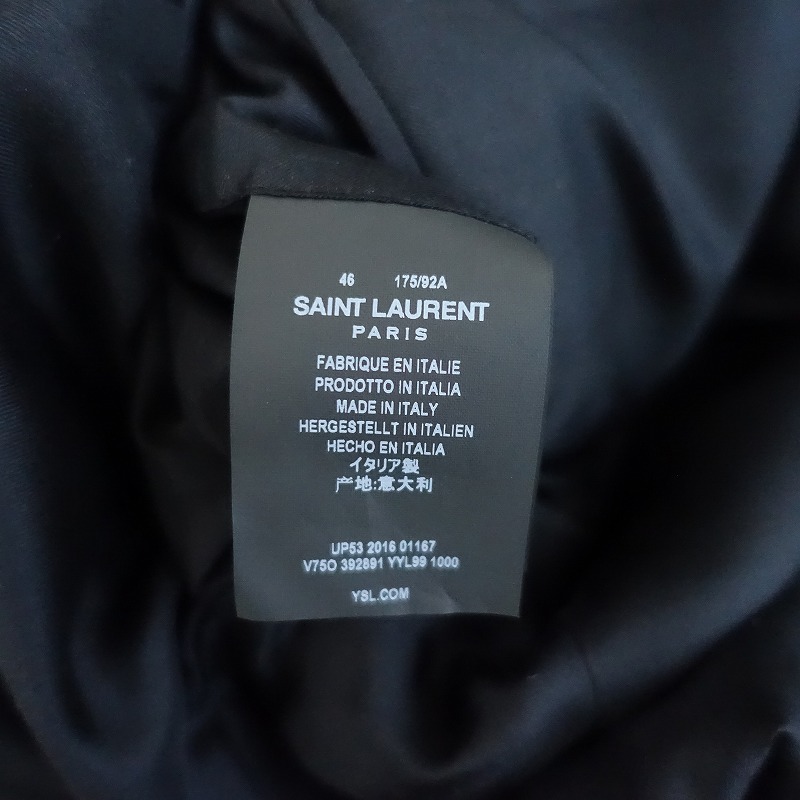 46 175/92A
SAINT LAURENT
PARIS
FABRIQUE EN ITALIE
PRODOTTO IN ITALIA
MADE IN ITALY
HERGESTELLT IN ITALIEN
HECHO EN ITALIA
イタリア製
产地:意大利
UP53 2016 01167
V75O 392891 YYL99 1000
YSL.COM